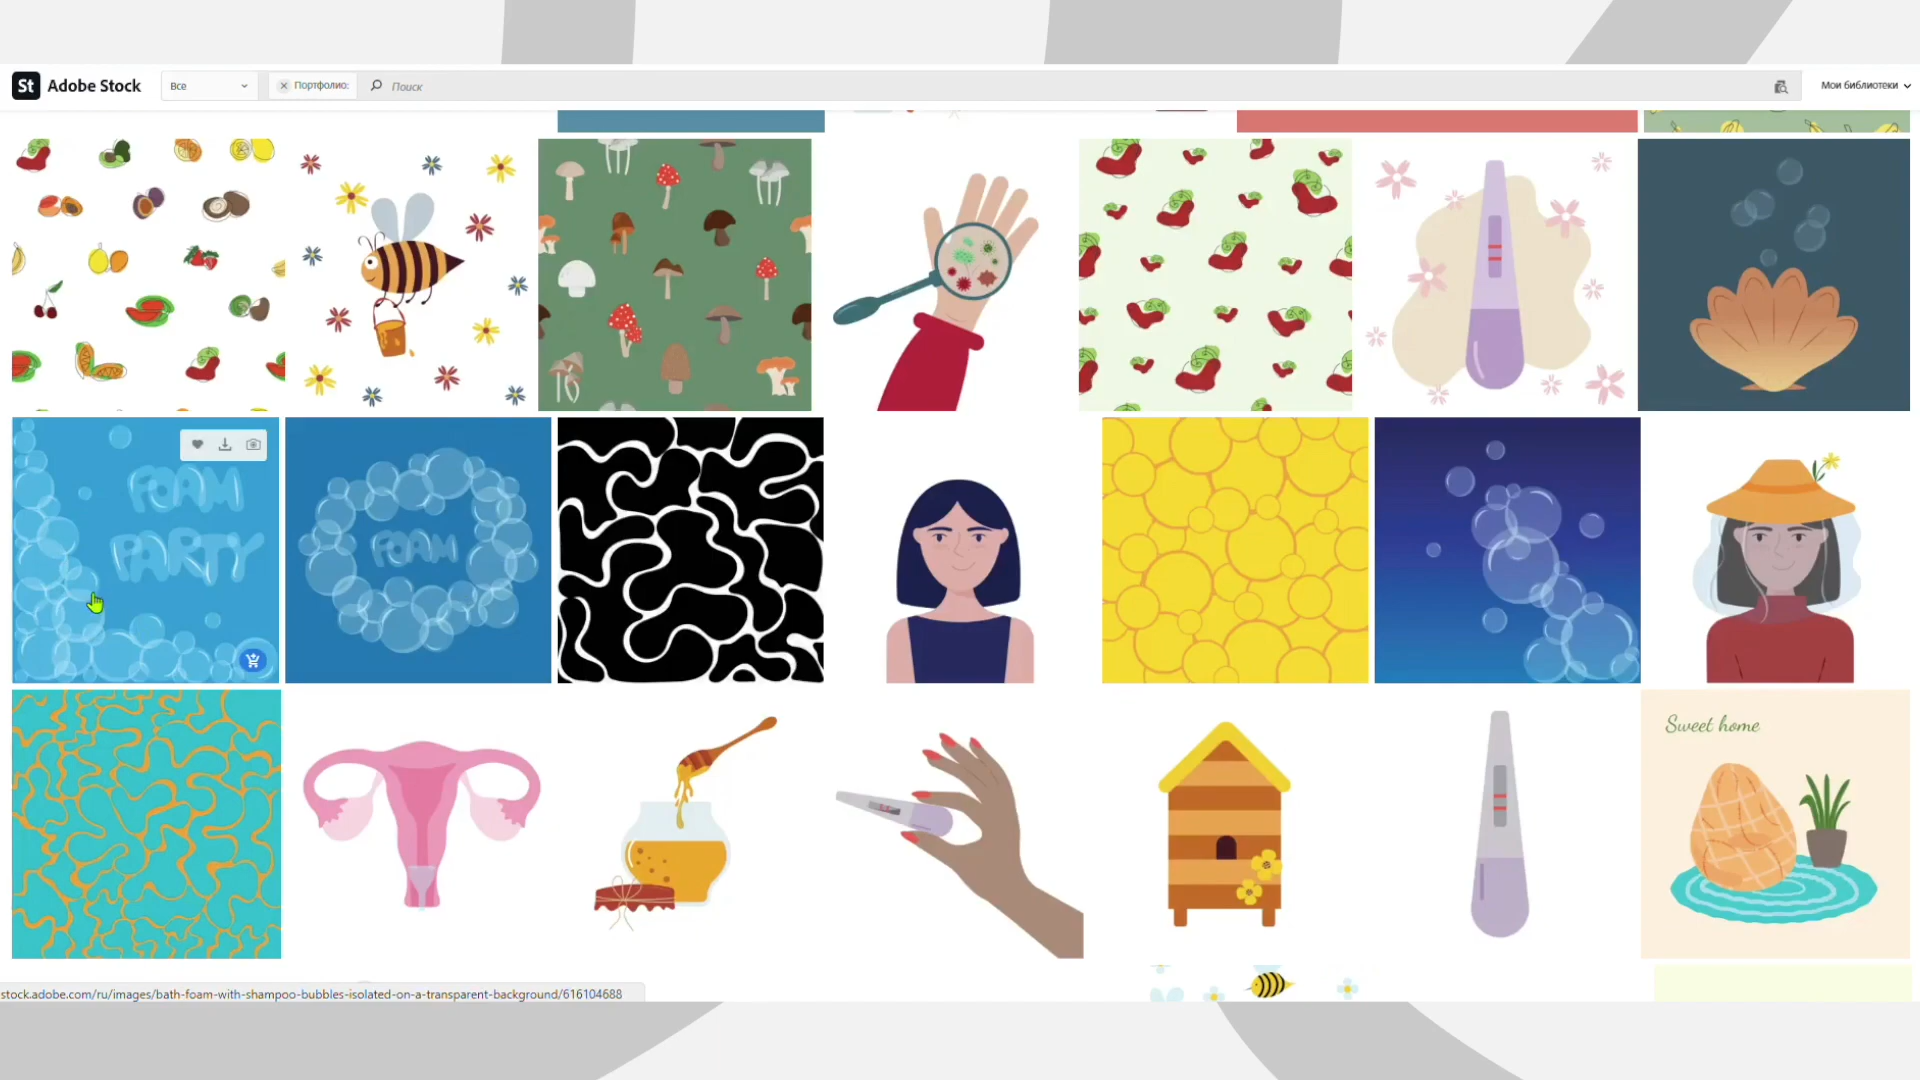 St Adobe Stock
Все
Портфолио:
Поиск
Мои библиотеки
FOAM
PARTY
FOAM
Sweet home
stock.adobe.com/ru/images/bath-foam-with-shampoo-bubbles-isolated-on-a-transparent-background/616104688